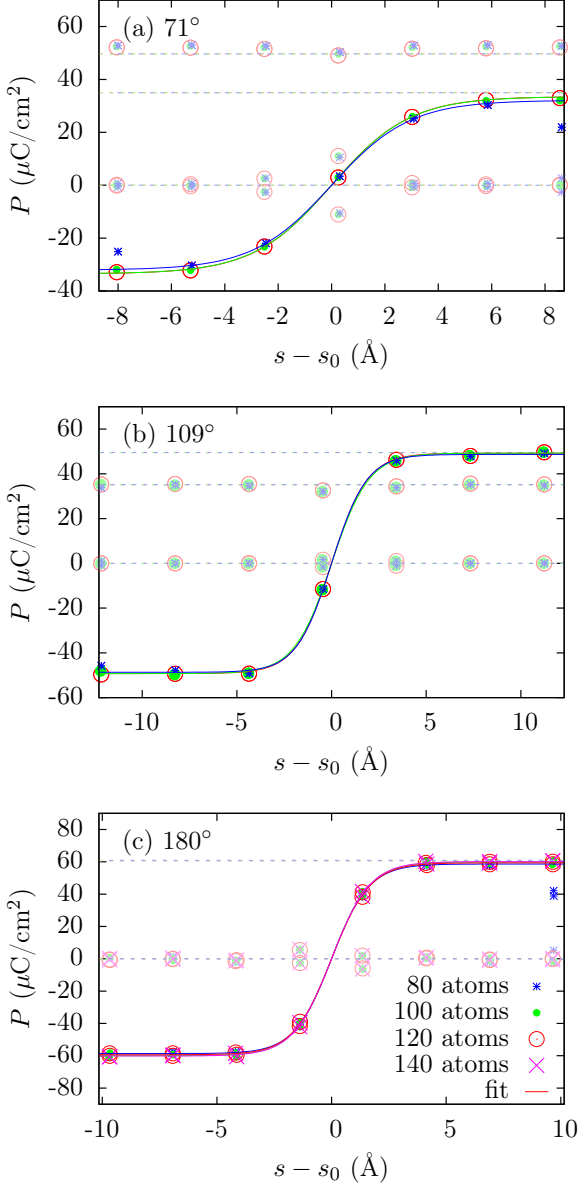 (a) 71°
60
40
20
0
-20
-40
P (μC/cm²)
-8 -6 -4 -2 0 2 4 6 8
s − s₀ (Å)
(b) 109°
60
40
20
0
-20
-40
-60
P (μC/cm²)
-10 -5 0 5 10
s − s₀ (Å)
(c) 180°
80
60
40
20
0
-20
-40
-60
-80
P (μC/cm²)
80 atoms
100 atoms
120 atoms
140 atoms
fit
-10 -5 0 5 10
s − s₀ (Å)